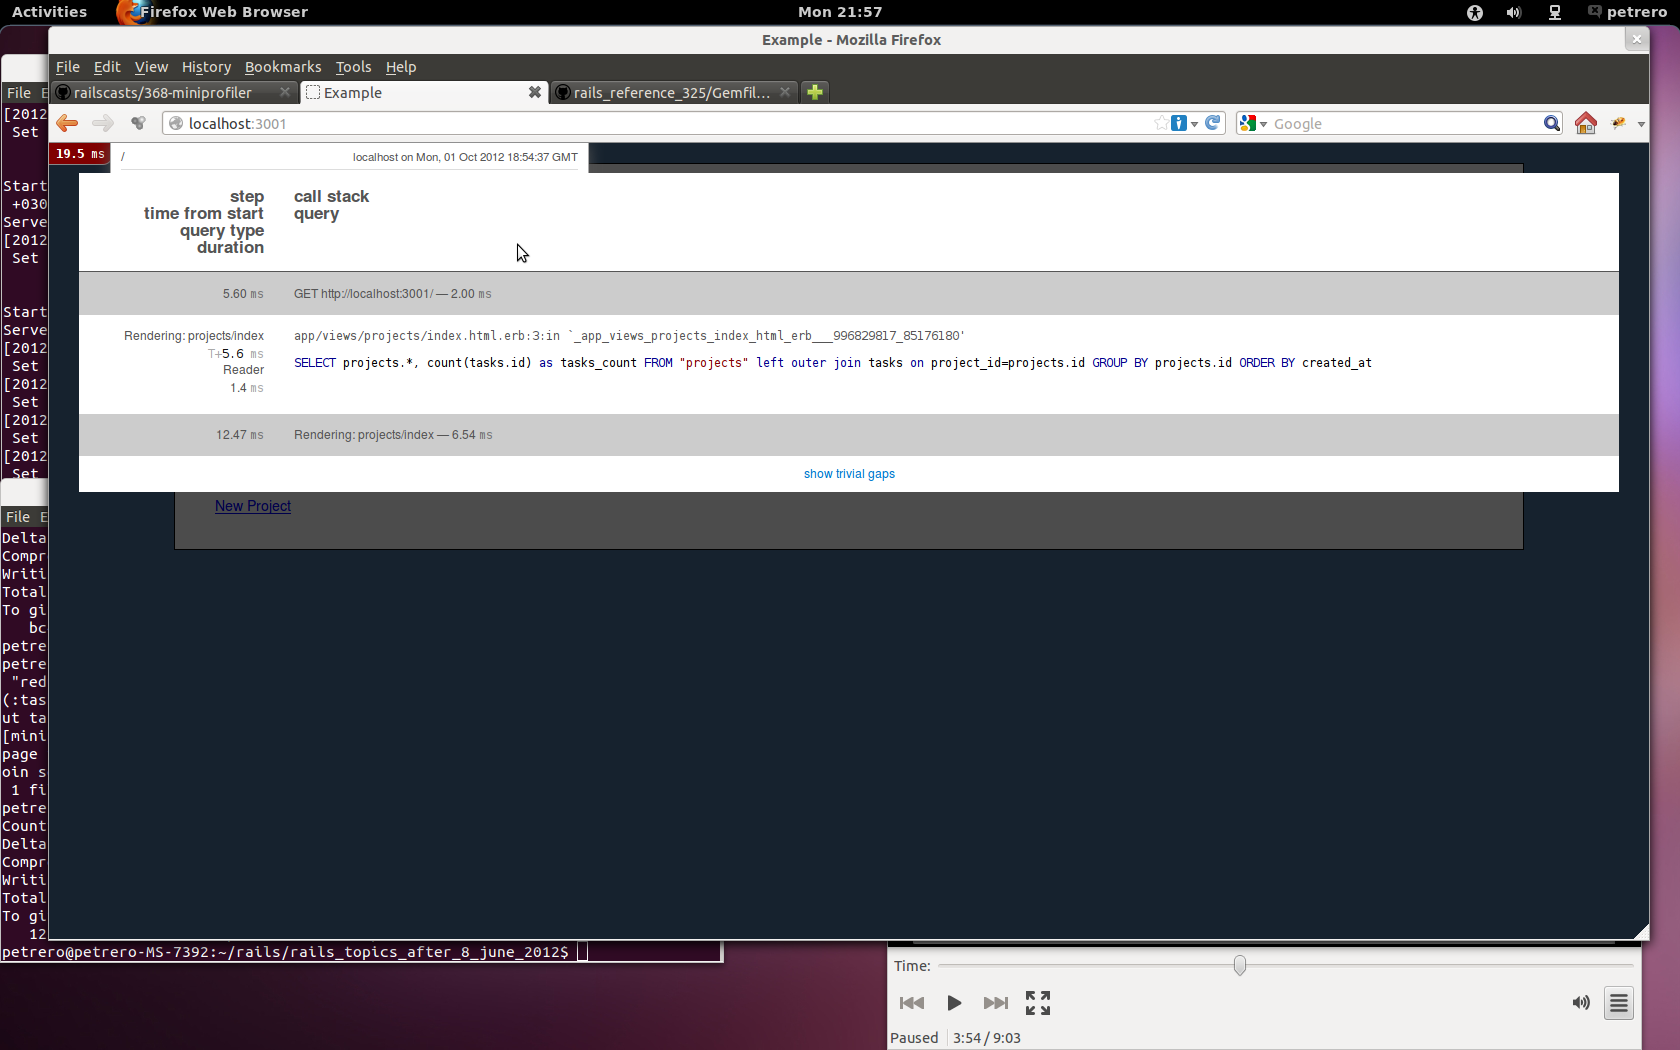 Activities Firefox Web Browser Mon 21:57 petrero
Example - Mozilla Firefox
File Edit View History Bookmarks Tools Help
railscasts/368-miniprofiler Example rails_reference_325/Gemfil...
localhost:3001 Google
19.5 ms / localhost on Mon, 01 Oct 2012 18:54:37 GMT
step call stack
time from start query
query type
duration
5.60 ms GET http://localhost:3001/ — 2.00 ms
Rendering: projects/index app/views/projects/index.html.erb:3:in `_app_views_projects_index_html_erb___996829817_85176180'
T+5.6 ms
Reader SELECT projects.*, count(tasks.id) as tasks_count FROM "projects" left outer join tasks on project_id=projects.id GROUP BY projects.id ORDER BY created_at
1.4 ms
12.47 ms Rendering: projects/index — 6.54 ms
show trivial gaps
New Project
File E
[2012
Set
Start
+030
Serve
[2012
Set
Start
Serve
[2012
Set
[2012
Set
[2012
Set
[2012
Set
File E
Delta
Compr
Writi
Total
To gi
bc
petre
petre
"red
(:tas
ut ta
[mini
page
oin s
1 fi
petre
Count
Delta
Compr
Writi
Total
To gi
12
petrero@petrero-MS-7392:~/rails/rails_topics_after_8_june_2012$
Time:
Paused 3:54 / 9:03